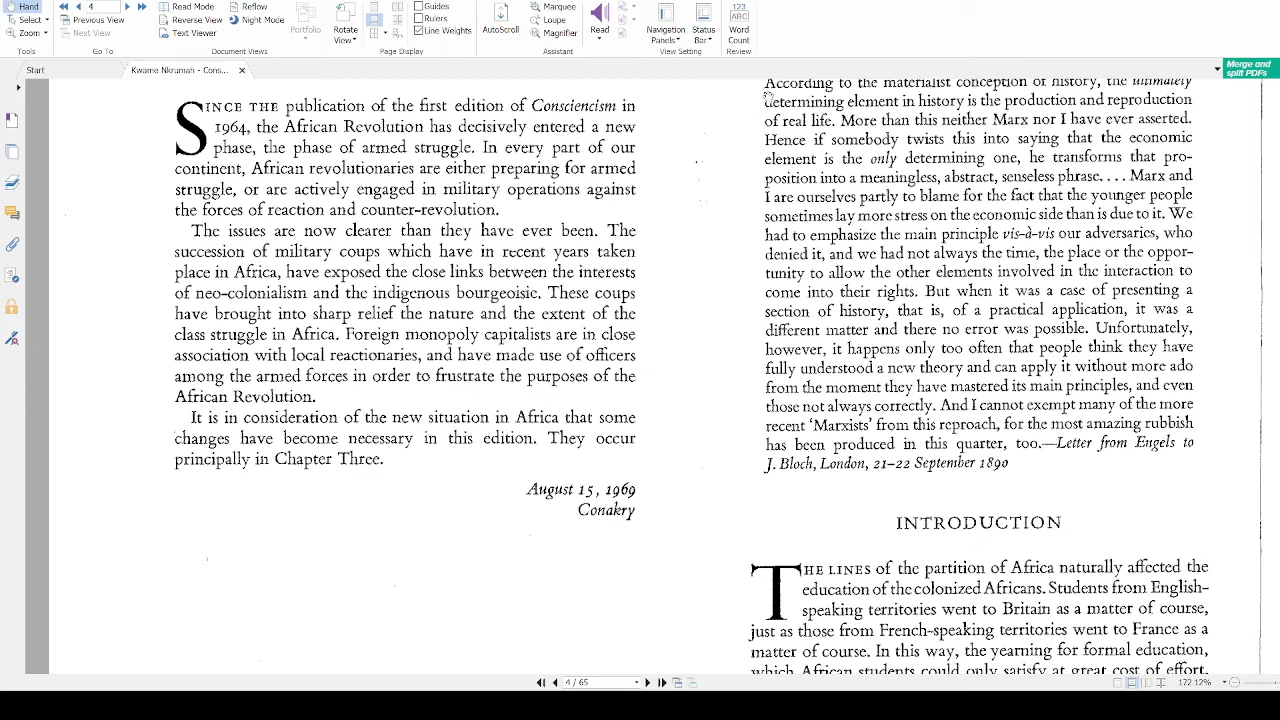 Hand
4
Read Mode
Reflow
Guides
Marquee
123
ABC
Select
Previous View
Reverse View
Night Mode
Portfolio
Rotate
View
Rulers
AutoScroll
Loupe
Read
Navigation
Panels
Status
Bar
Word
Count
Zoom
Next View
Text Viewer
Line Weights
Magnifier
Tools
Go To
Document Views
Page Display
Assistant
View Setting
Review
Start
Kwame Nkrumah - Cons...
Merge and
split PDFs
SINCE THE publication of the first edition of Consciencism in
1964, the African Revolution has decisively entered a new
phase, the phase of armed struggle. In every part of our
continent, African revolutionaries are either preparing for armed
struggle, or are actively engaged in military operations against
the forces of reaction and counter-revolution.
The issues are now clearer than they have ever been. The
succession of military coups which have in recent years taken
place in Africa, have exposed the close links between the interests
of neo-colonialism and the indigenous bourgeoisie. These coups
have brought into sharp relief the nature and the extent of the
class struggle in Africa. Foreign monopoly capitalists are in close
association with local reactionaries, and have made use of officers
among the armed forces in order to frustrate the purposes of the
African Revolution.
It is in consideration of the new situation in Africa that some
changes have become necessary in this edition. They occur
principally in Chapter Three.
August 15, 1969
Conakry
According to the materialist conception of history, the ultimately
determining element in history is the production and reproduction
of real life. More than this neither Marx nor I have ever asserted.
Hence if somebody twists this into saying that the economic
element is the only determining one, he transforms that pro-
position into a meaningless, abstract, senseless phrase.... Marx and
I are ourselves partly to blame for the fact that the younger people
sometimes lay more stress on the economic side than is due to it. We
had to emphasize the main principle vis-à-vis our adversaries, who
denied it, and we had not always the time, the place or the oppor-
tunity to allow the other elements involved in the interaction to
come into their rights. But when it was a case of presenting a
section of history, that is, of a practical application, it was a
different matter and there no error was possible. Unfortunately,
however, it happens only too often that people think they have
fully understood a new theory and can apply it without more ado
from the moment they have mastered its main principles, and even
those not always correctly. And I cannot exempt many of the more
recent 'Marxists' from this reproach, for the most amazing rubbish
has been produced in this quarter, too.—Letter from Engels to
J. Bloch, London, 21–22 September 1890
INTRODUCTION
THE LINES of the partition of Africa naturally affected the
education of the colonized Africans. Students from English-
speaking territories went to Britain as a matter of course,
just as those from French-speaking territories went to France as a
matter of course. In this way, the yearning for formal education,
which African students could only satisfy at great cost of effort,
4 / 65
172.12%